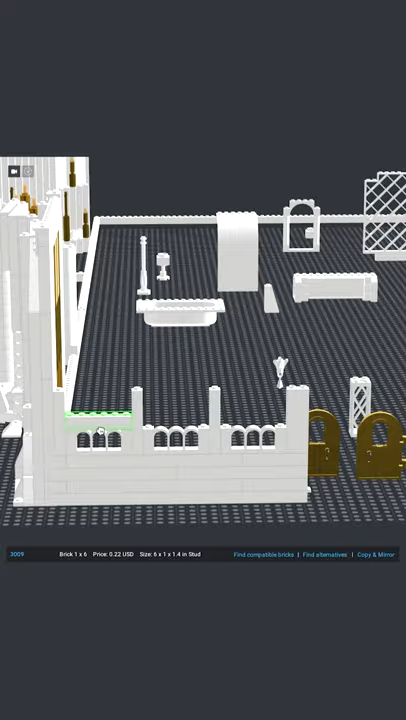 3009 Brick 1 x 6 Price: 0.22 USD Size: 6 x 1 x 1.4 in Stud Find compatible bricks | Find alternatives | Copy & Mirror